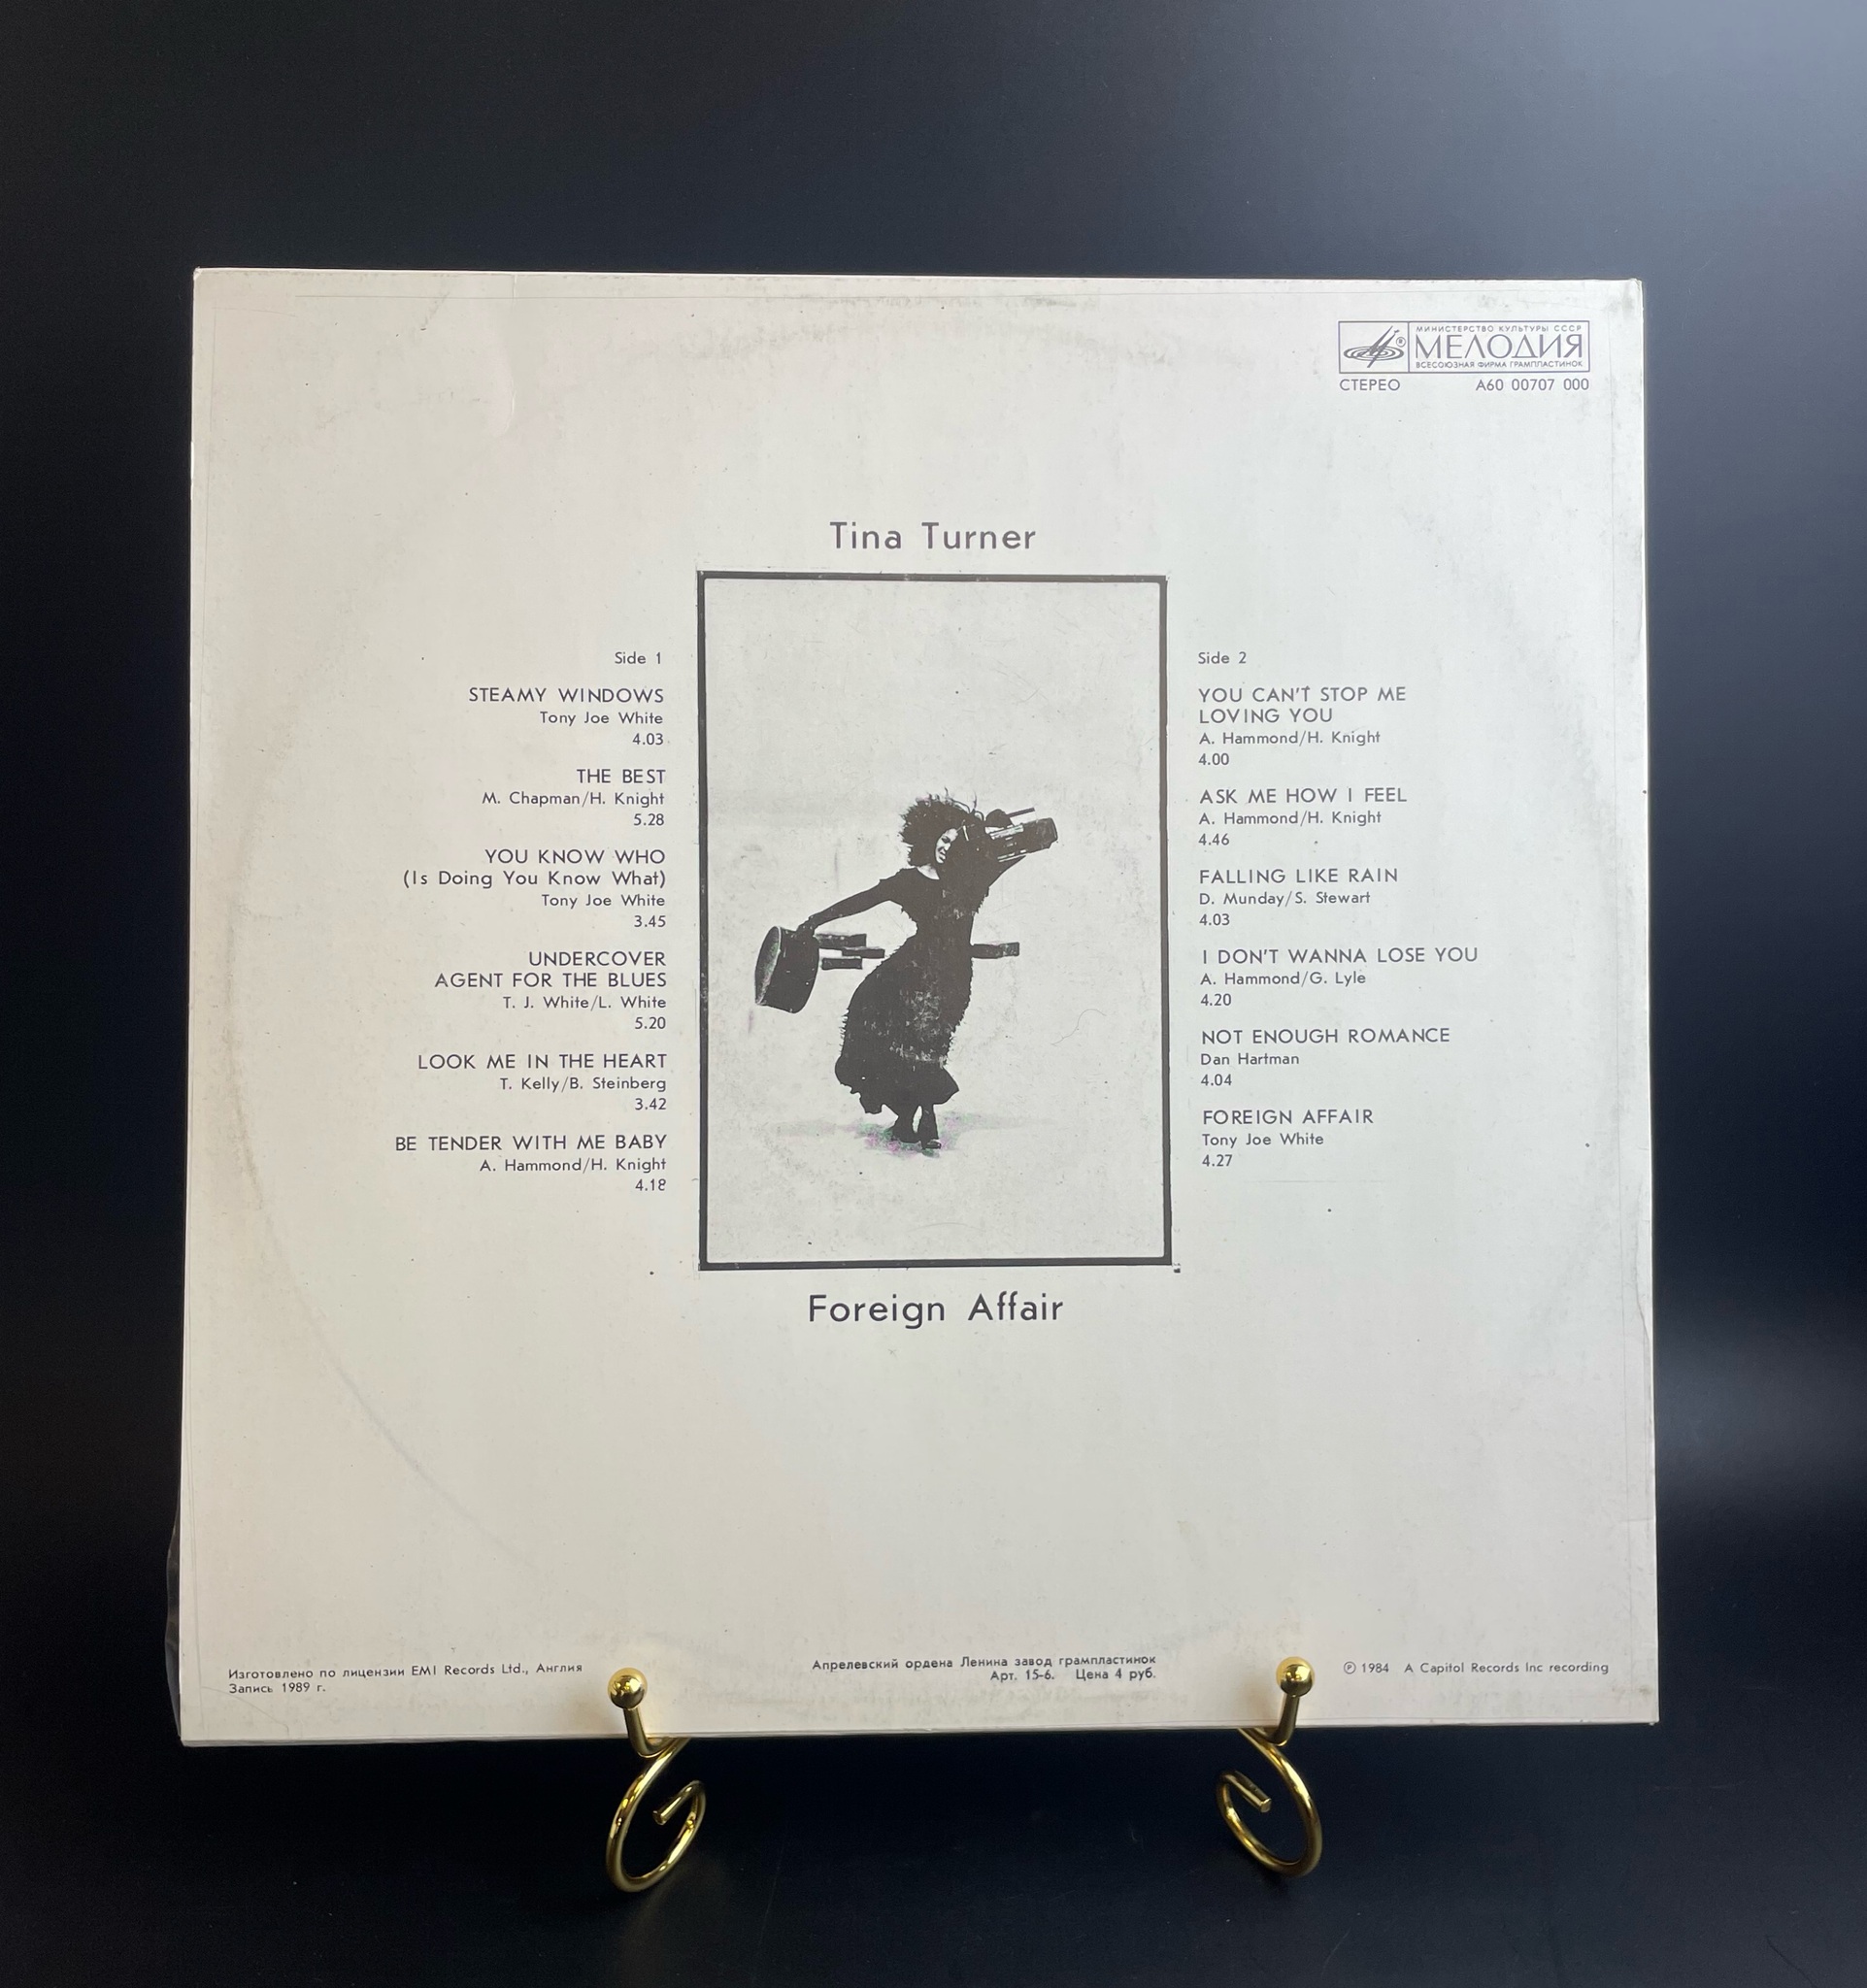 МИНИСТЕРСТВО КУЛЬТУРЫ СССР
МЕЛОДИЯ
ВСЕСОЮЗНАЯ ФИРМА ГРАМПЛАСТИНОК
СТЕРЕО A60 00707 000
Tina Turner
Side 1
STEAMY WINDOWS
Tony Joe White
4.03
THE BEST
M. Chapman/H. Knight
5.28
YOU KNOW WHO
(Is Doing You Know What)
Tony Joe White
3.45
UNDERCOVER
AGENT FOR THE BLUES
T. J. White/L. White
5.20
LOOK ME IN THE HEART
T. Kelly/B. Steinberg
3.42
BE TENDER WITH ME BABY
A. Hammond/H. Knight
4.18
Side 2
YOU CAN'T STOP ME
LOVING YOU
A. Hammond/H. Knight
4.00
ASK ME HOW I FEEL
A. Hammond/H. Knight
4.46
FALLING LIKE RAIN
D. Munday/S. Stewart
4.03
I DON'T WANNA LOSE YOU
A. Hammond/G. Lyle
4.20
NOT ENOUGH ROMANCE
Dan Hartman
4.04
FOREIGN AFFAIR
Tony Joe White
4.27
Foreign Affair
Изготовлено по лицензии EMI Records Ltd., Англия
Запись 1989 г.
Апрелевский ордена Ленина завод грампластинок
Арт. 15-6. Цена 4 руб.
℗ 1984 A Capitol Records Inc recording